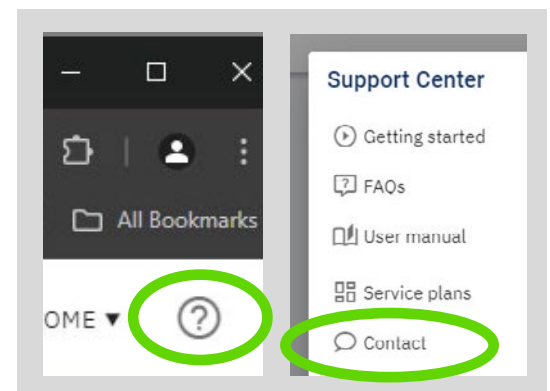 All Bookmarks
OME ▼
?
Support Center
Getting started
? FAQs
User manual
Service plans
Contact